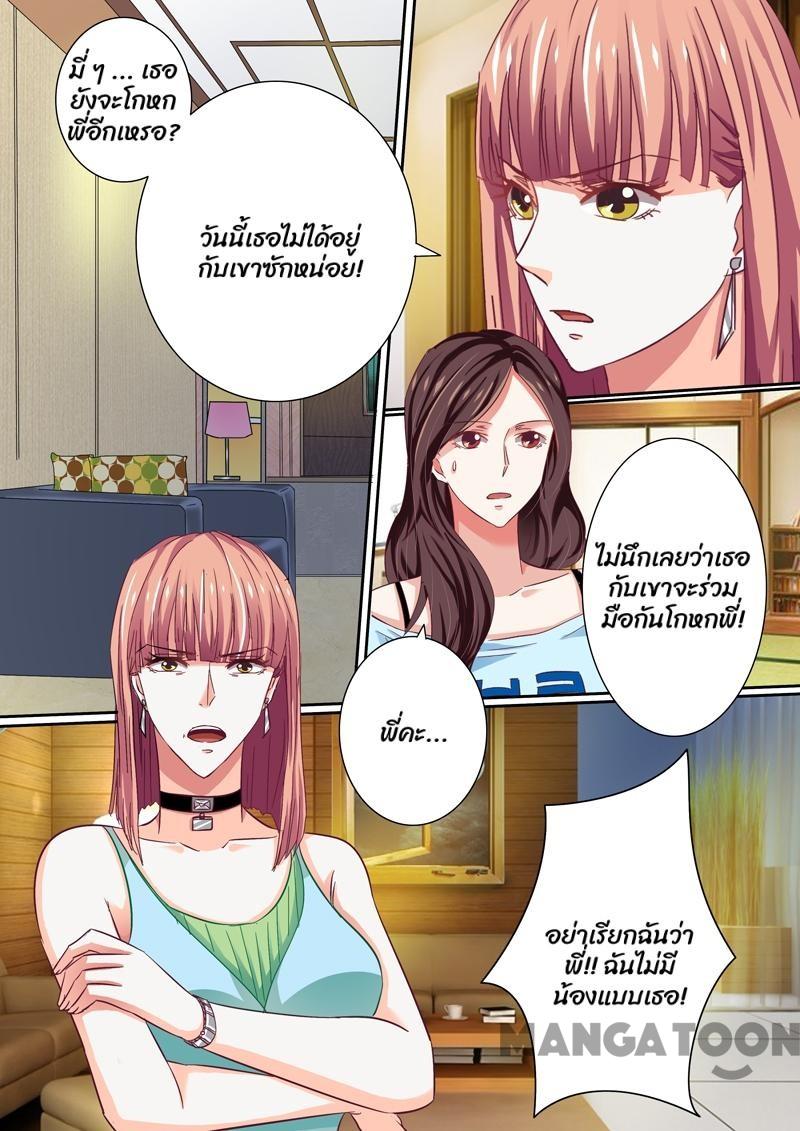 มี่ ๆ ... เธอ
ยังจะโกหก
พี่อีกเหรอ?
วันนี้เธอไม่ได้อยู่
กับเขาซักหน่อย!
ไม่นึกเลยว่าเธอ
กับเขาจะร่วม
มือกันโกหกพี่!
พี่คะ...
อย่าเรียกฉันว่า
พี่!! ฉันไม่มี
น้องแบบเธอ!
MANGATOON